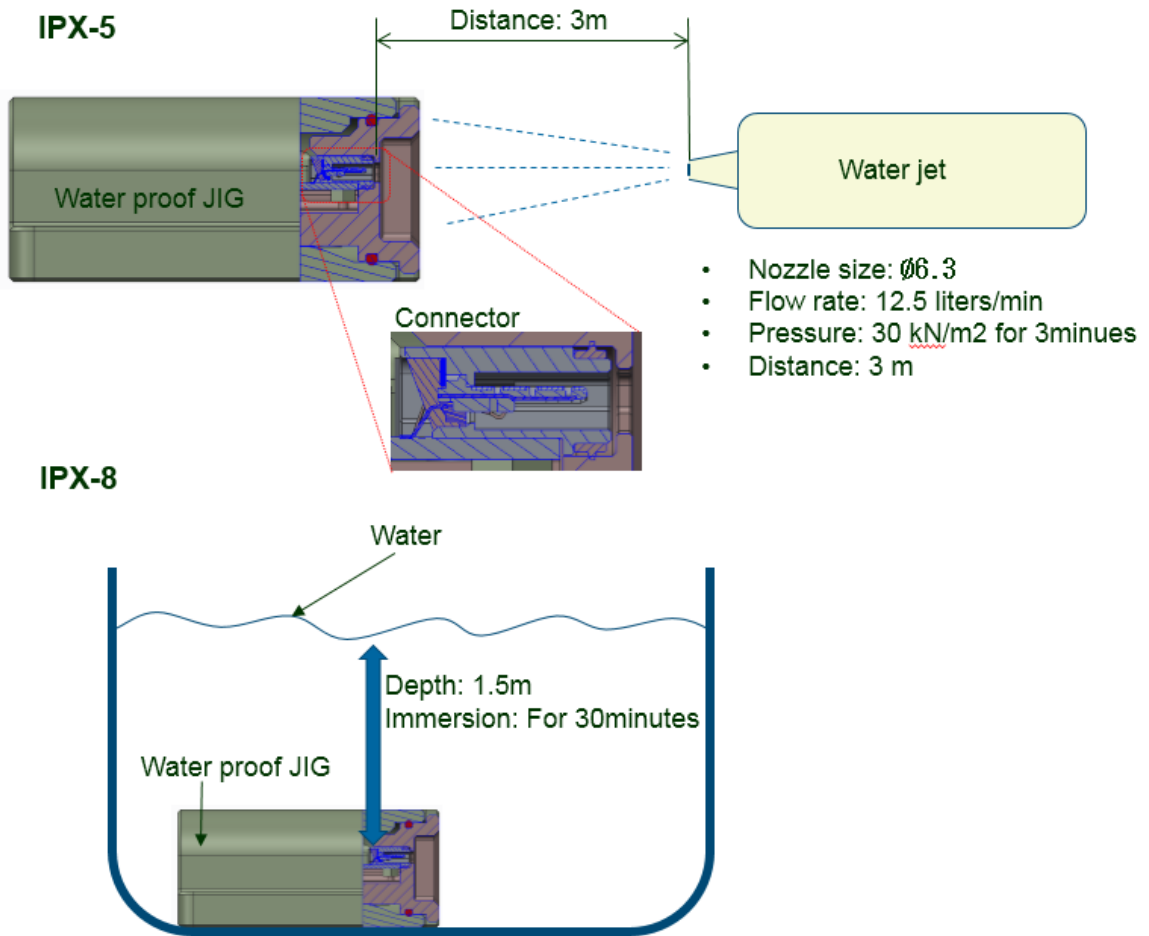 IPX-5
Distance: 3m
Water proof JIG
Water jet
• Nozzle size: Ø6.3
• Flow rate: 12.5 liters/min
• Pressure: 30 kN/m2 for 3minues
• Distance: 3 m
Connector
IPX-8
Water
Depth: 1.5m
Immersion: For 30minutes
Water proof JIG